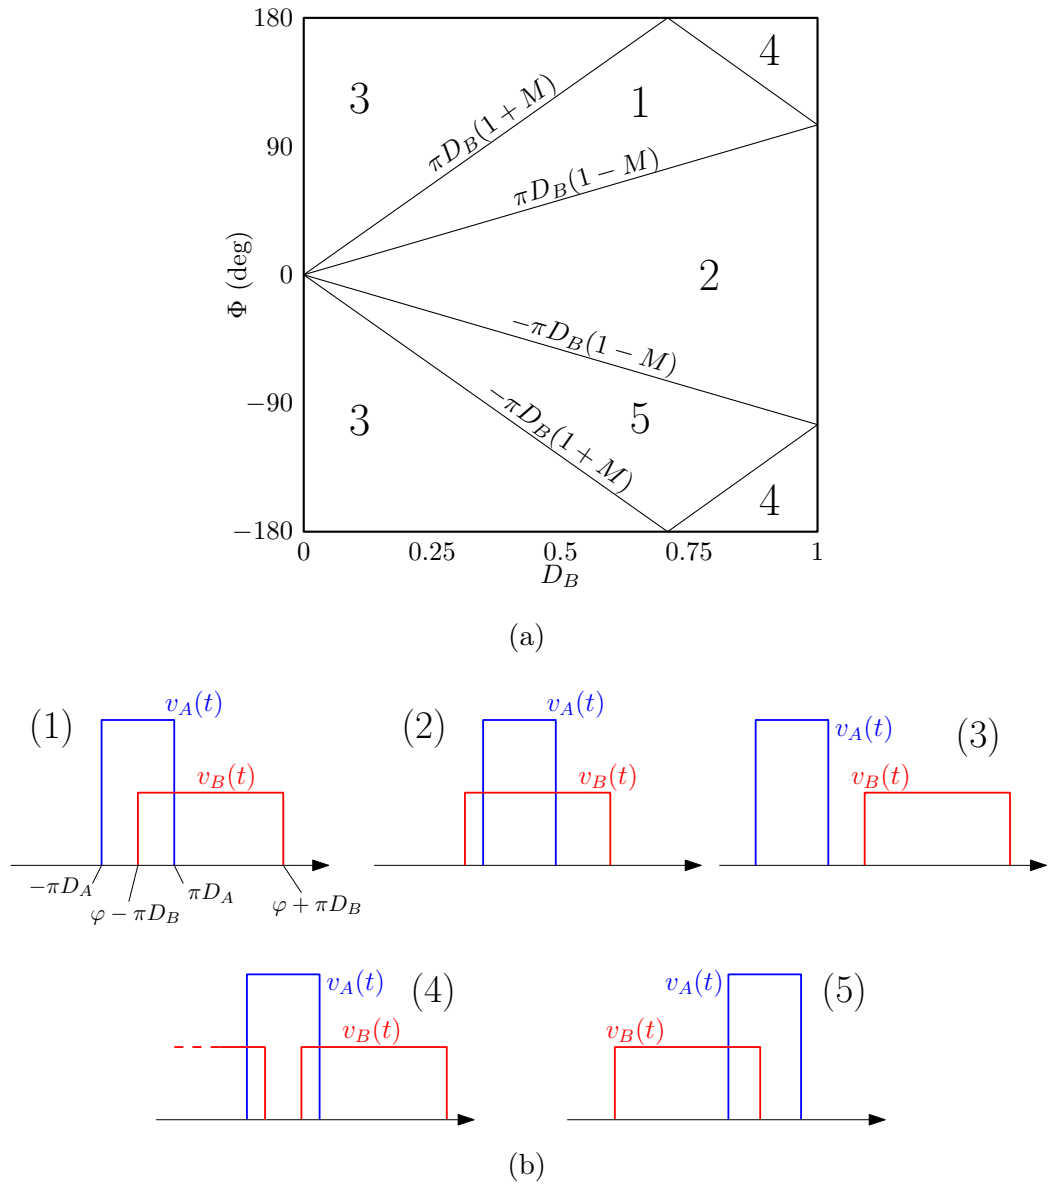 180
4
3
1
πD_B(1 + M)
90
πD_B(1 − M)
Φ (deg)
0
2
−πD_B(1 − M)
−90
−πD_B(1 + M)
3
5
4
−180
0
0.25
0.5
0.75
1
D_B
(a)
(1)
v_A(t)
v_B(t)
−πD_A
φ − πD_B
πD_A
φ + πD_B
(2)
v_A(t)
v_B(t)
(3)
v_A(t)
v_B(t)
(4)
v_A(t)
v_B(t)
(5)
v_A(t)
v_B(t)
(b)